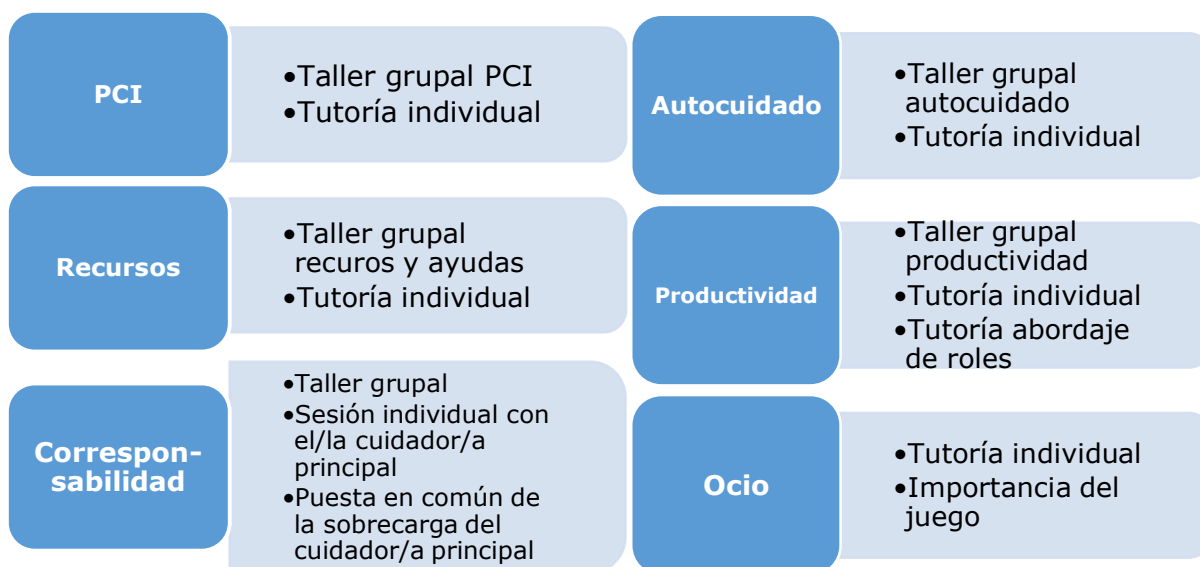 PCI
•Taller grupal PCI
•Tutoría individual
Recursos
•Taller grupal
recuros y ayudas
•Tutoría individual
Correspon-
sabilidad
•Taller grupal
•Sesión individual con
el/la cuidador/a
principal
•Puesta en común de
la sobrecarga del
cuidador/a principal
Autocuidado
•Taller grupal
autocuidado
•Tutoría individual
Productividad
•Taller grupal
productividad
•Tutoría individual
•Tutoría abordaje
de roles
Ocio
•Tutoría individual
•Importancia del
juego